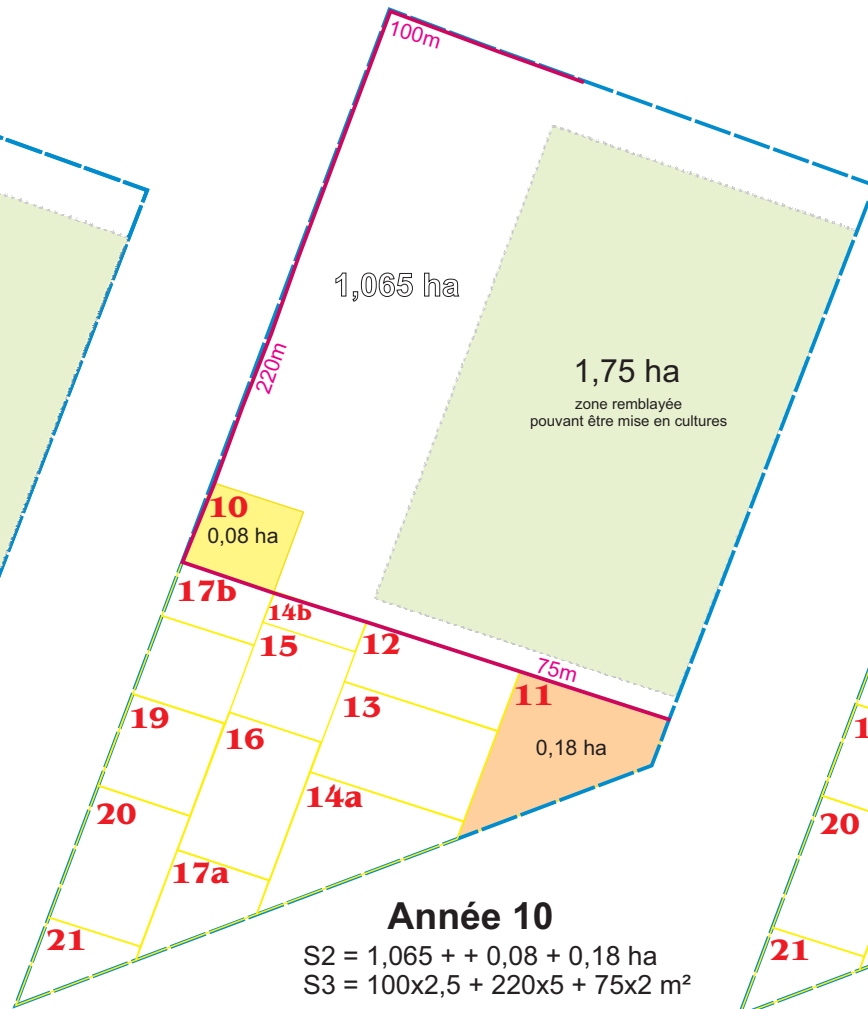 100m
1,065 ha
220m
1,75 ha
zone remblayée
pouvant être mise en cultures
10
0,08 ha
17b
14b
15
12
75m
11
13
0,18 ha
19
16
14a
20
17a
21
Année 10
S2 = 1,065 + + 0,08 + 0,18 ha
S3 = 100x2,5 + 220x5 + 75x2 m²
20
21